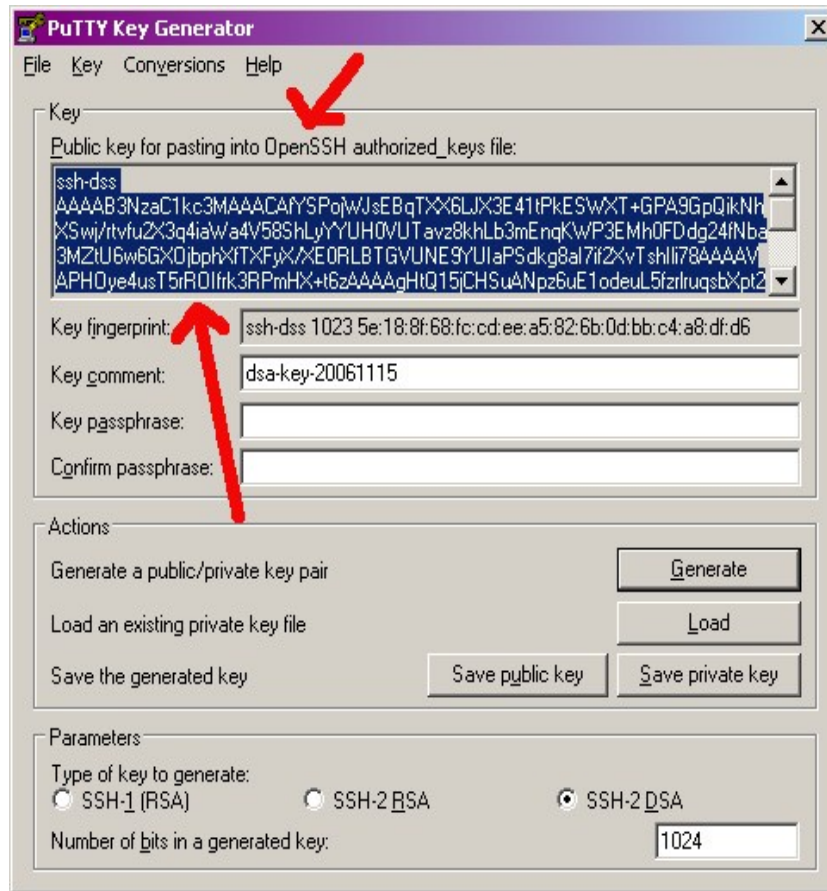 PuTTY Key Generator
File Key Conversions Help
Key
Public key for pasting into OpenSSH authorized_keys file:
ssh-dss
AAAAB3NzaC1kc3MAAACAfYSPojWJsEBqTXX6LJX3E41tPkESWXT+GPA9GpQikNh
XSwj/rtvfu2X3q4iaWa4V58ShLyYYUH0VUTavz8khLb3mEnqKWP3EMh0FDdg24fNba
3MZtU6w6GXOjbphXfTXFyX/XE0RLBTGVUNE9YUIaPSdkg8al7if2XvTshlli78AAAAV
APHOye4usT5rROIfrk3RPmHX+t6zAAAAgHtQ15jCHSuANpz6uE1odeuL5fzrlruqsbXpt2
Key fingerprint: ssh-dss 1023 5e:18:8f:68:fc:cd:ee:a5:82:6b:0d:bb:c4:a8:df:d6
Key comment: dsa-key-20061115
Key passphrase:
Confirm passphrase:
Actions
Generate a public/private key pair Generate
Load an existing private key file Load
Save the generated key Save public key Save private key
Parameters
Type of key to generate:
SSH-1 (RSA) SSH-2 RSA SSH-2 DSA
Number of bits in a generated key: 1024